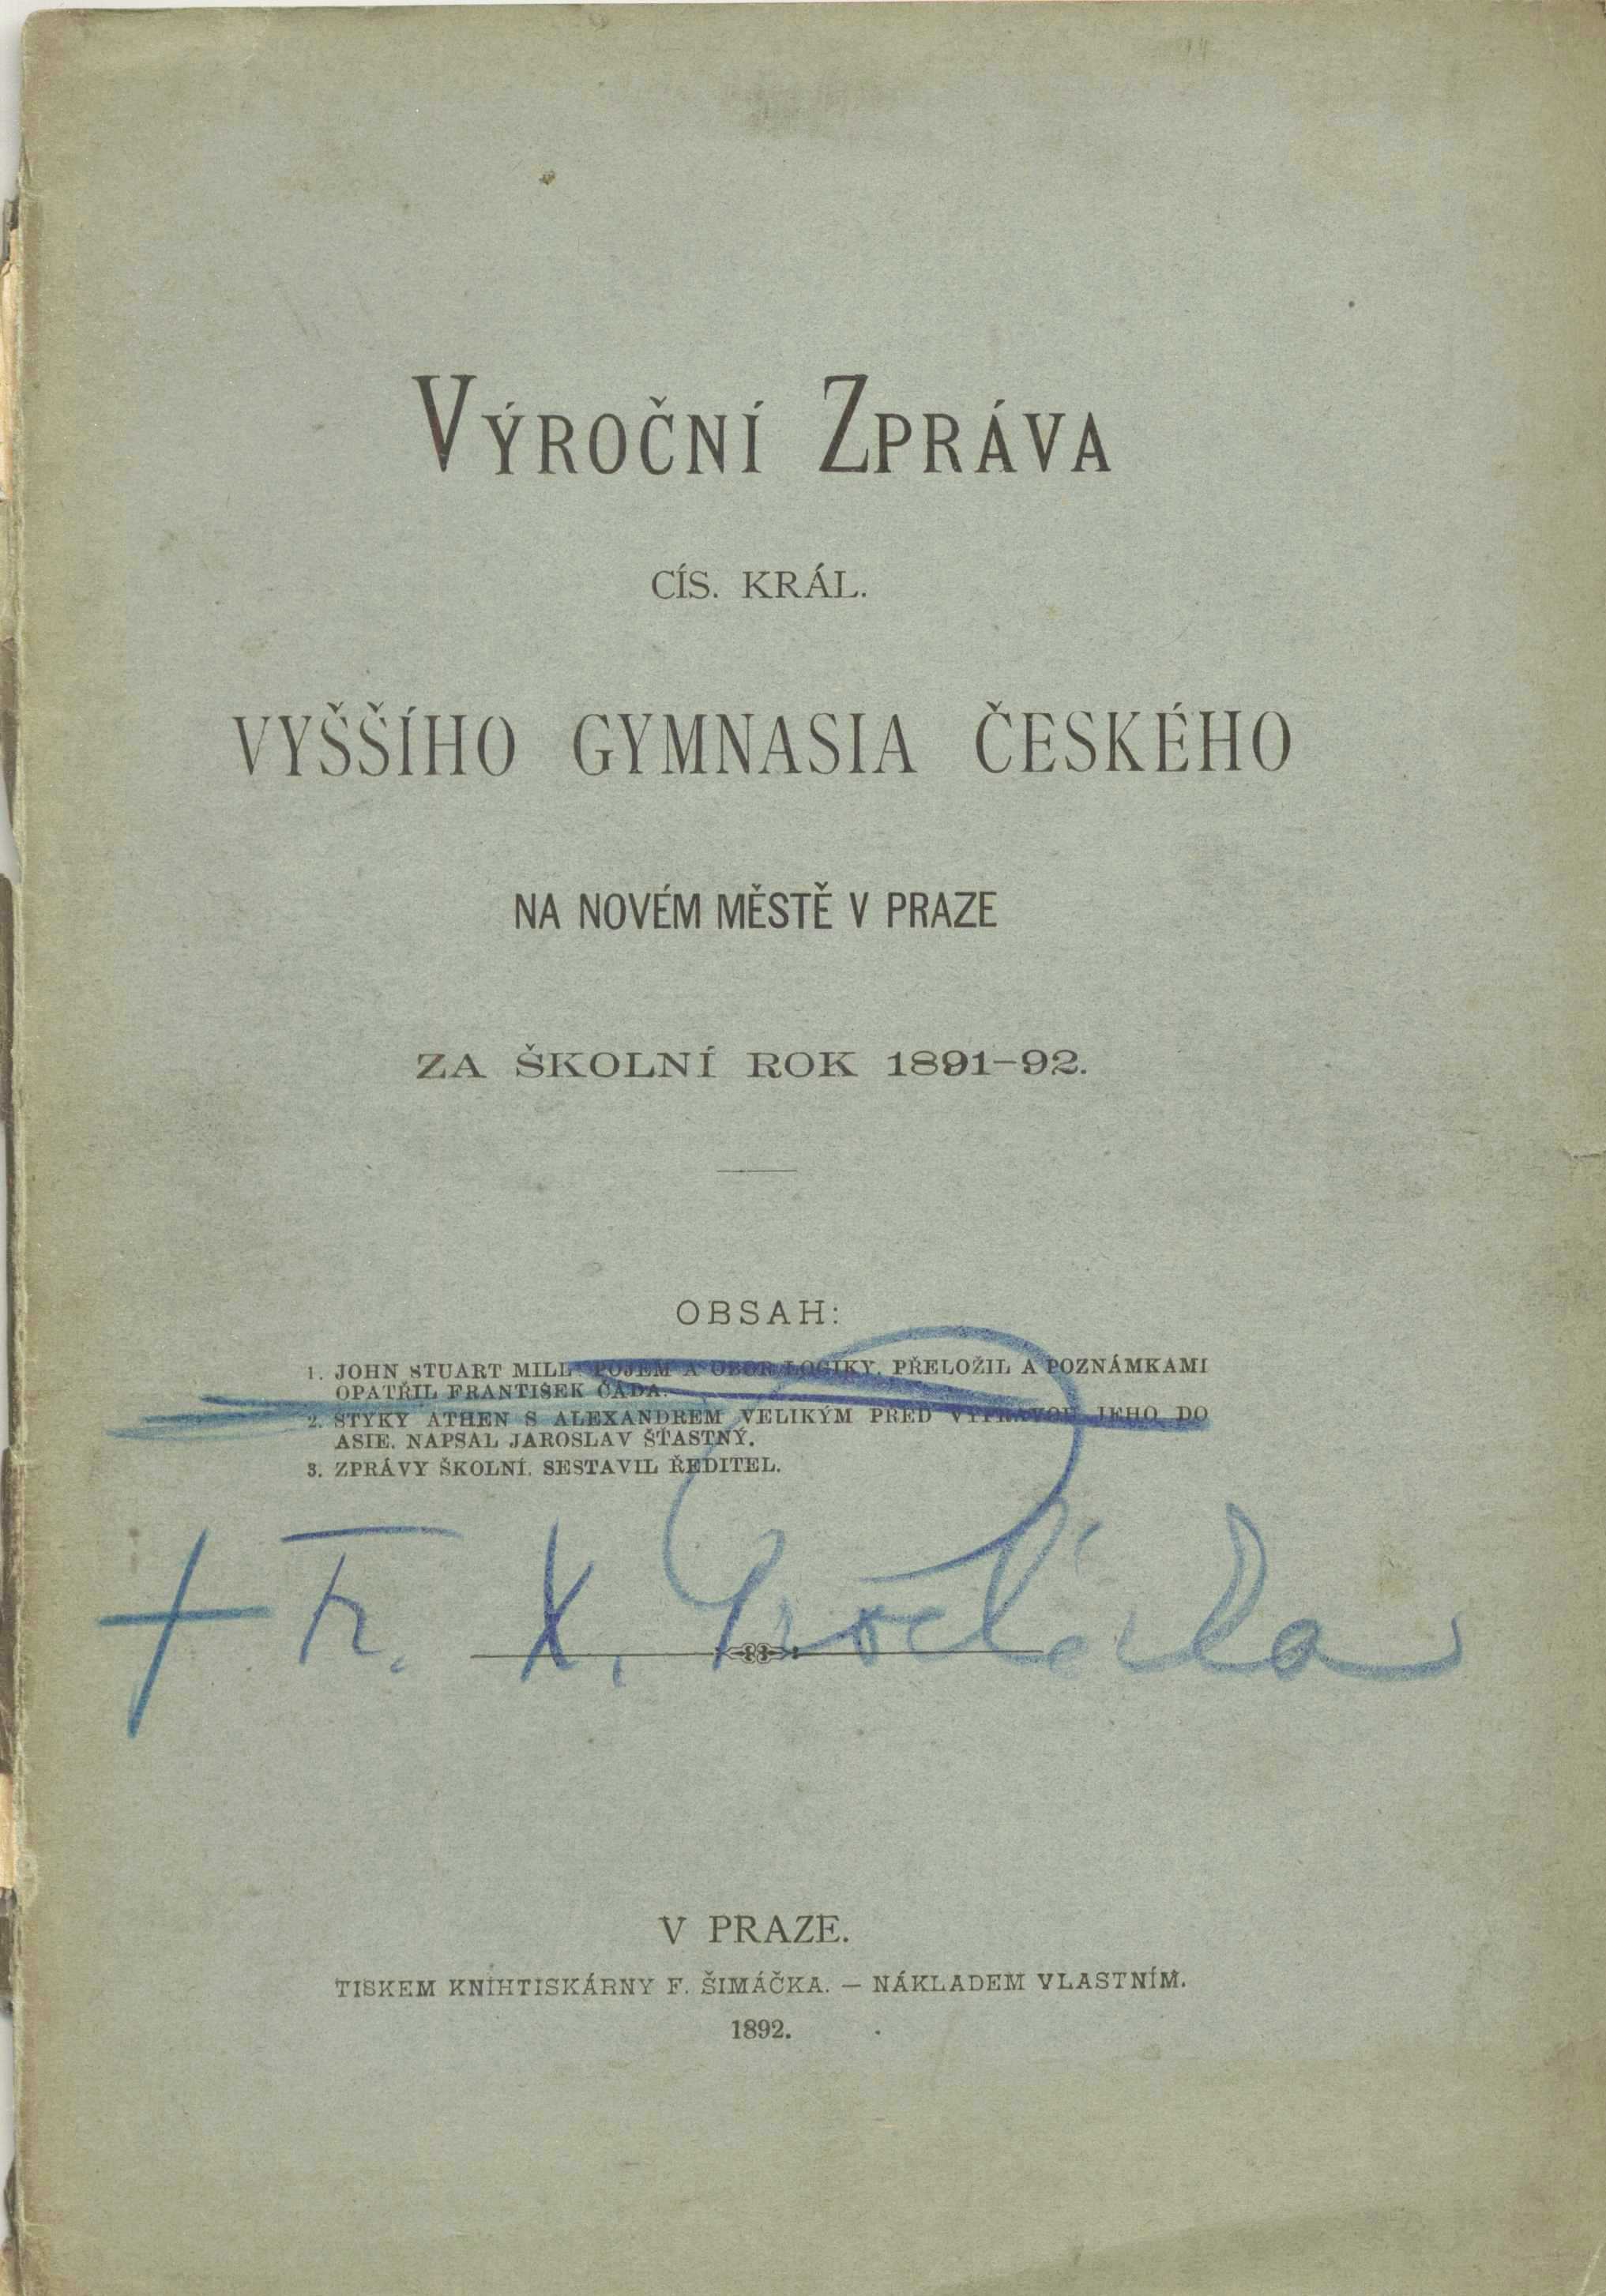 VÝROČNÍ ZPRÁVA
CÍS. KRÁL.
VYŠŠÍHO GYMNASIA ČESKÉHO
NA NOVÉM MĚSTĚ V PRAZE
ZA ŠKOLNÍ ROK 1891–92.
OBSAH:
1. JOHN STUART MILL POJEM A OBOR LOGIKY. PŘELOŽIL A POZNÁMKAMI
OPATŘIL FRANTIŠEK ČÁDA.
2. STYKY ATHEN S ALEXANDREM VELIKÝM PŘED VÝPRAVOU JEHO DO
ASIE. NAPSAL JAROSLAV ŠŤASTNÝ.
3. ZPRÁVY ŠKOLNÍ. SESTAVIL ŘEDITEL.
† Fr. X.
V PRAZE.
TISKEM KNIHTISKÁRNY F. ŠIMÁČKA. — NÁKLADEM VLASTNÍM.
1892.